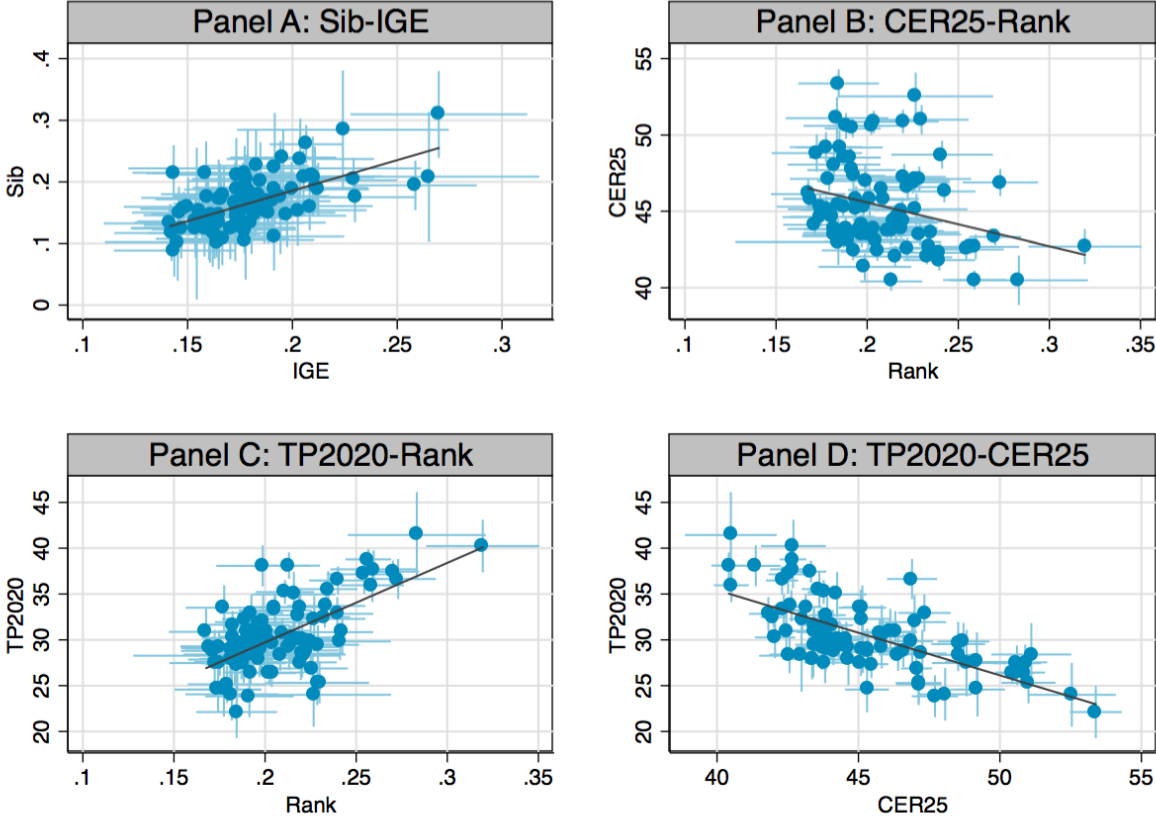 Panel A: Sib-IGE
Sib
.4
.3
.2
.1
0
.1 .15 .2 .25 .3
IGE
Panel B: CER25-Rank
CER25
55
50
45
40
.1 .15 .2 .25 .3 .35
Rank
Panel C: TP2020-Rank
TP2020
45
40
35
30
25
20
.1 .15 .2 .25 .3 .35
Rank
Panel D: TP2020-CER25
TP2020
45
40
35
30
25
20
40 45 50 55
CER25